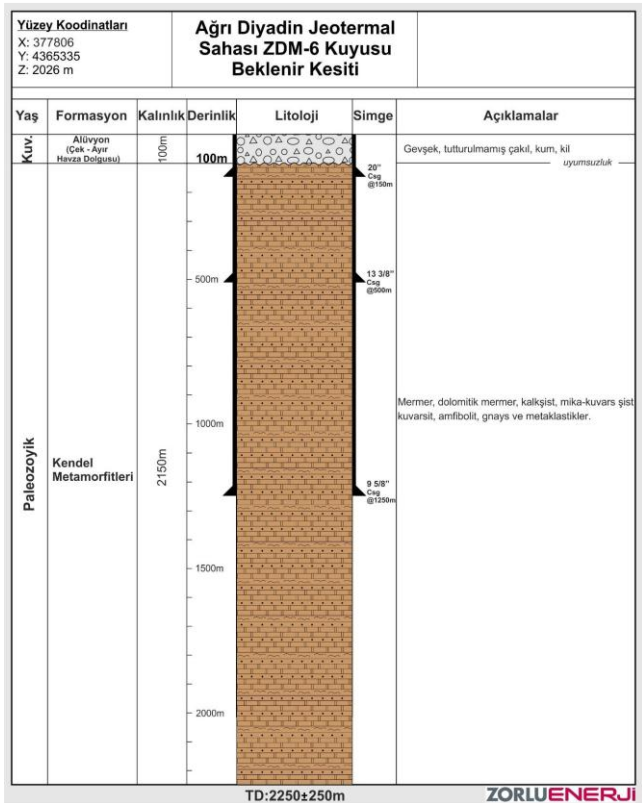 Yüzey Koodinatları
X: 377806
Y: 4365335
Z: 2026 m
Ağrı Diyadin Jeotermal
Sahası ZDM-6 Kuyusu
Beklenir Kesiti
Yaş Formasyon Kalınlık Derinlik Litoloji Simge Açıklamalar
Kuv.
Alüvyon
(Çek - Ayır
Havza Dolgusu)
100m
100m
Gevşek, tutturulmamış çakıl, kum, kil
uyumsuzluk
20"
Csg
@150m
500m
13 3/8"
Csg
@500m
1000m
Mermer, dolomitik mermer, kalkşist, mika-kuvars şist
kuvarsit, amfibolit, gnays ve metaklastikler.
Paleozoyik
Kendel
Metamorfitleri
2150m
9 5/8"
Csg
@1250m
1500m
2000m
TD:2250±250m
ZORLUENERJİ